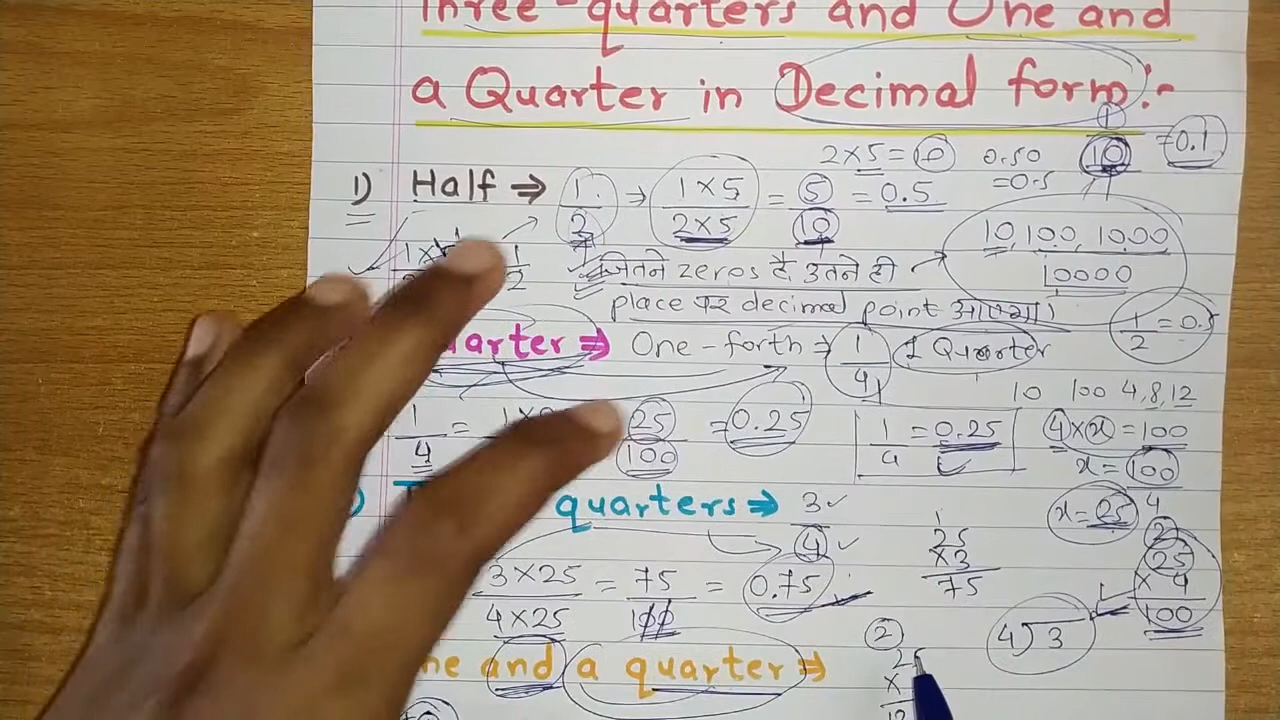 Three-quarters and One and
a Quarter in Decimal form:-
2×5=10 0.50 1/10 =0.1
=0.5
1) Half ⇒ 1/2 → 1×5/2×5 = 5/10 = 0.5
10, 100, 1000
10000
जितने zeros है, उतने ही
place पर decimal point आएगा।
1/2 = 0.5
⇒ One-forth ⇒ 1/4 1 Quarter
10 100 4,8,12
1/4 = 25/100 = 0.25
1/4 = 0.25
4×x = 100
x = 100/4
x = 25
quarters ⇒ 3/4
25
×3
75
25
× 4
100
3×25/4×25 = 75/100 = 0.75
4)3
and a quarter ⇒
2